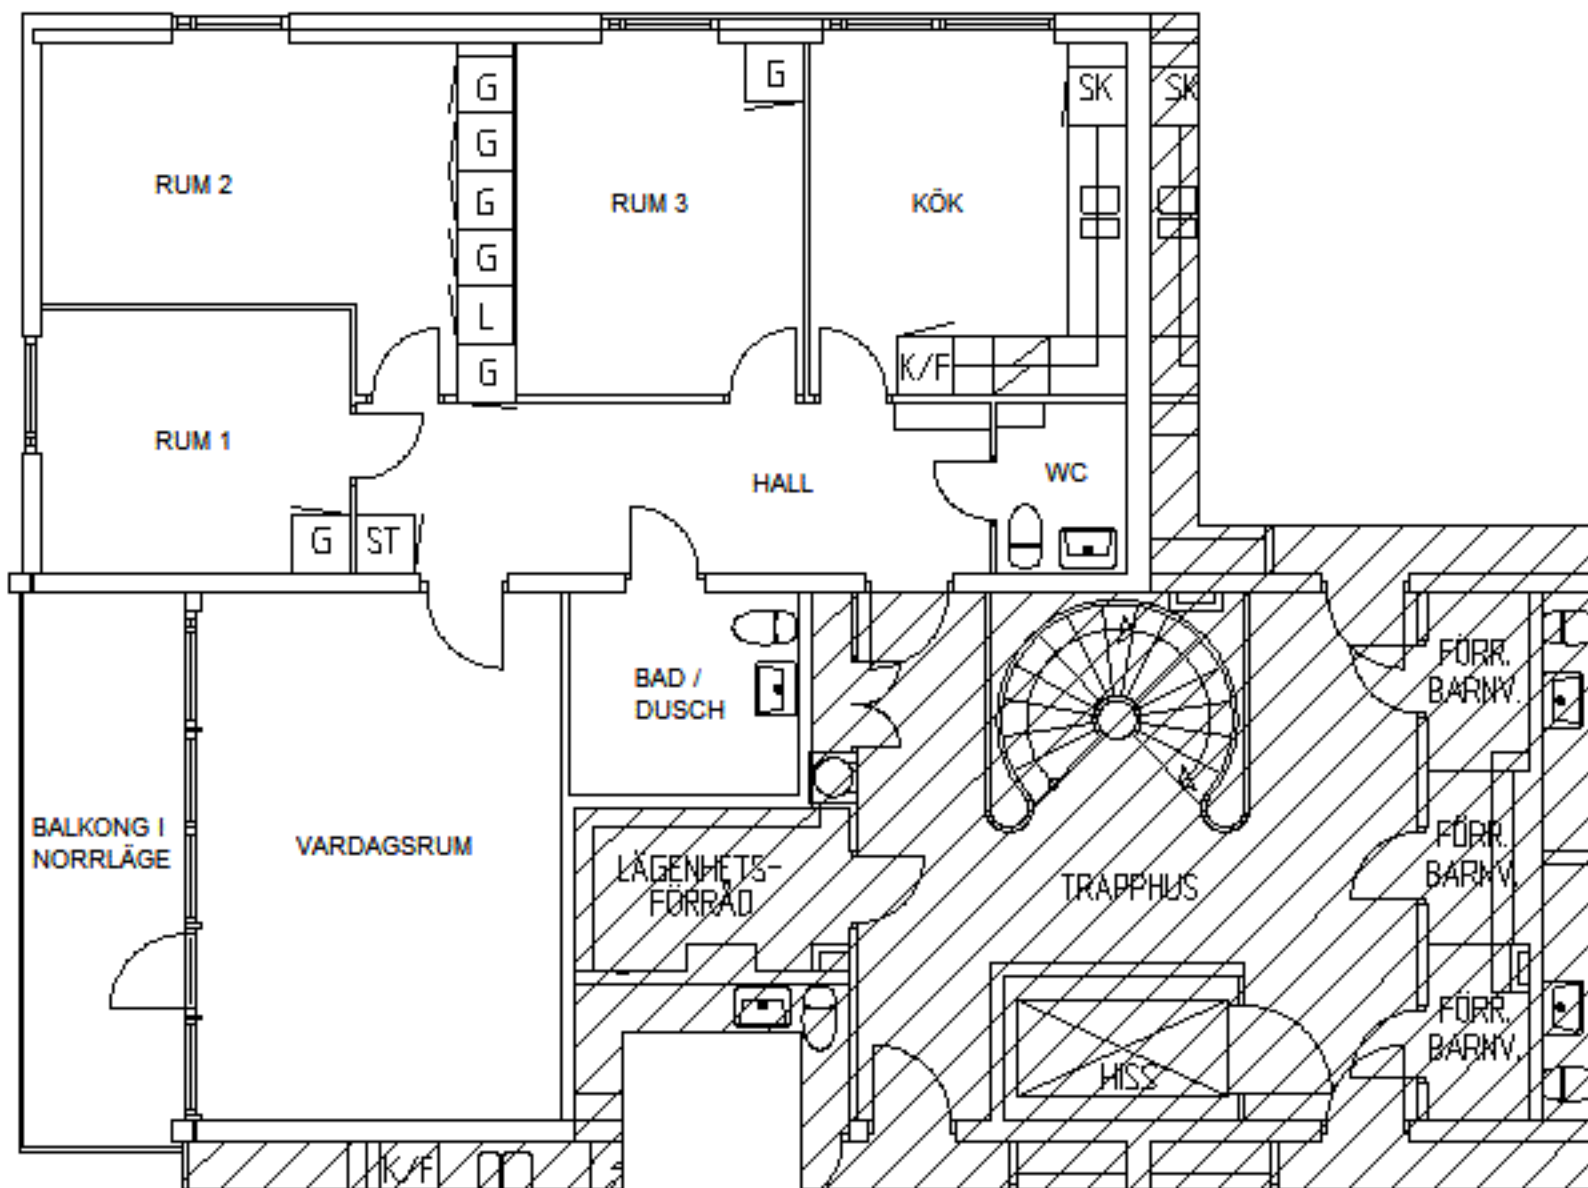 G
G
SK
SK
G
RUM 2
RUM 3
KÖK
G
G
L
K/F
G
RUM 1
HALL
WC
G
ST
FÖRR.
BARNV.
BAD /
DUSCH
BALKONG I
NORRLÄGE
VARDAGSRUM
FÖRR.
BARNV.
LÄGENHETS-
FÖRRÅD
TRAPPHUS
FÖRR.
BARNV.
HISS
K/F